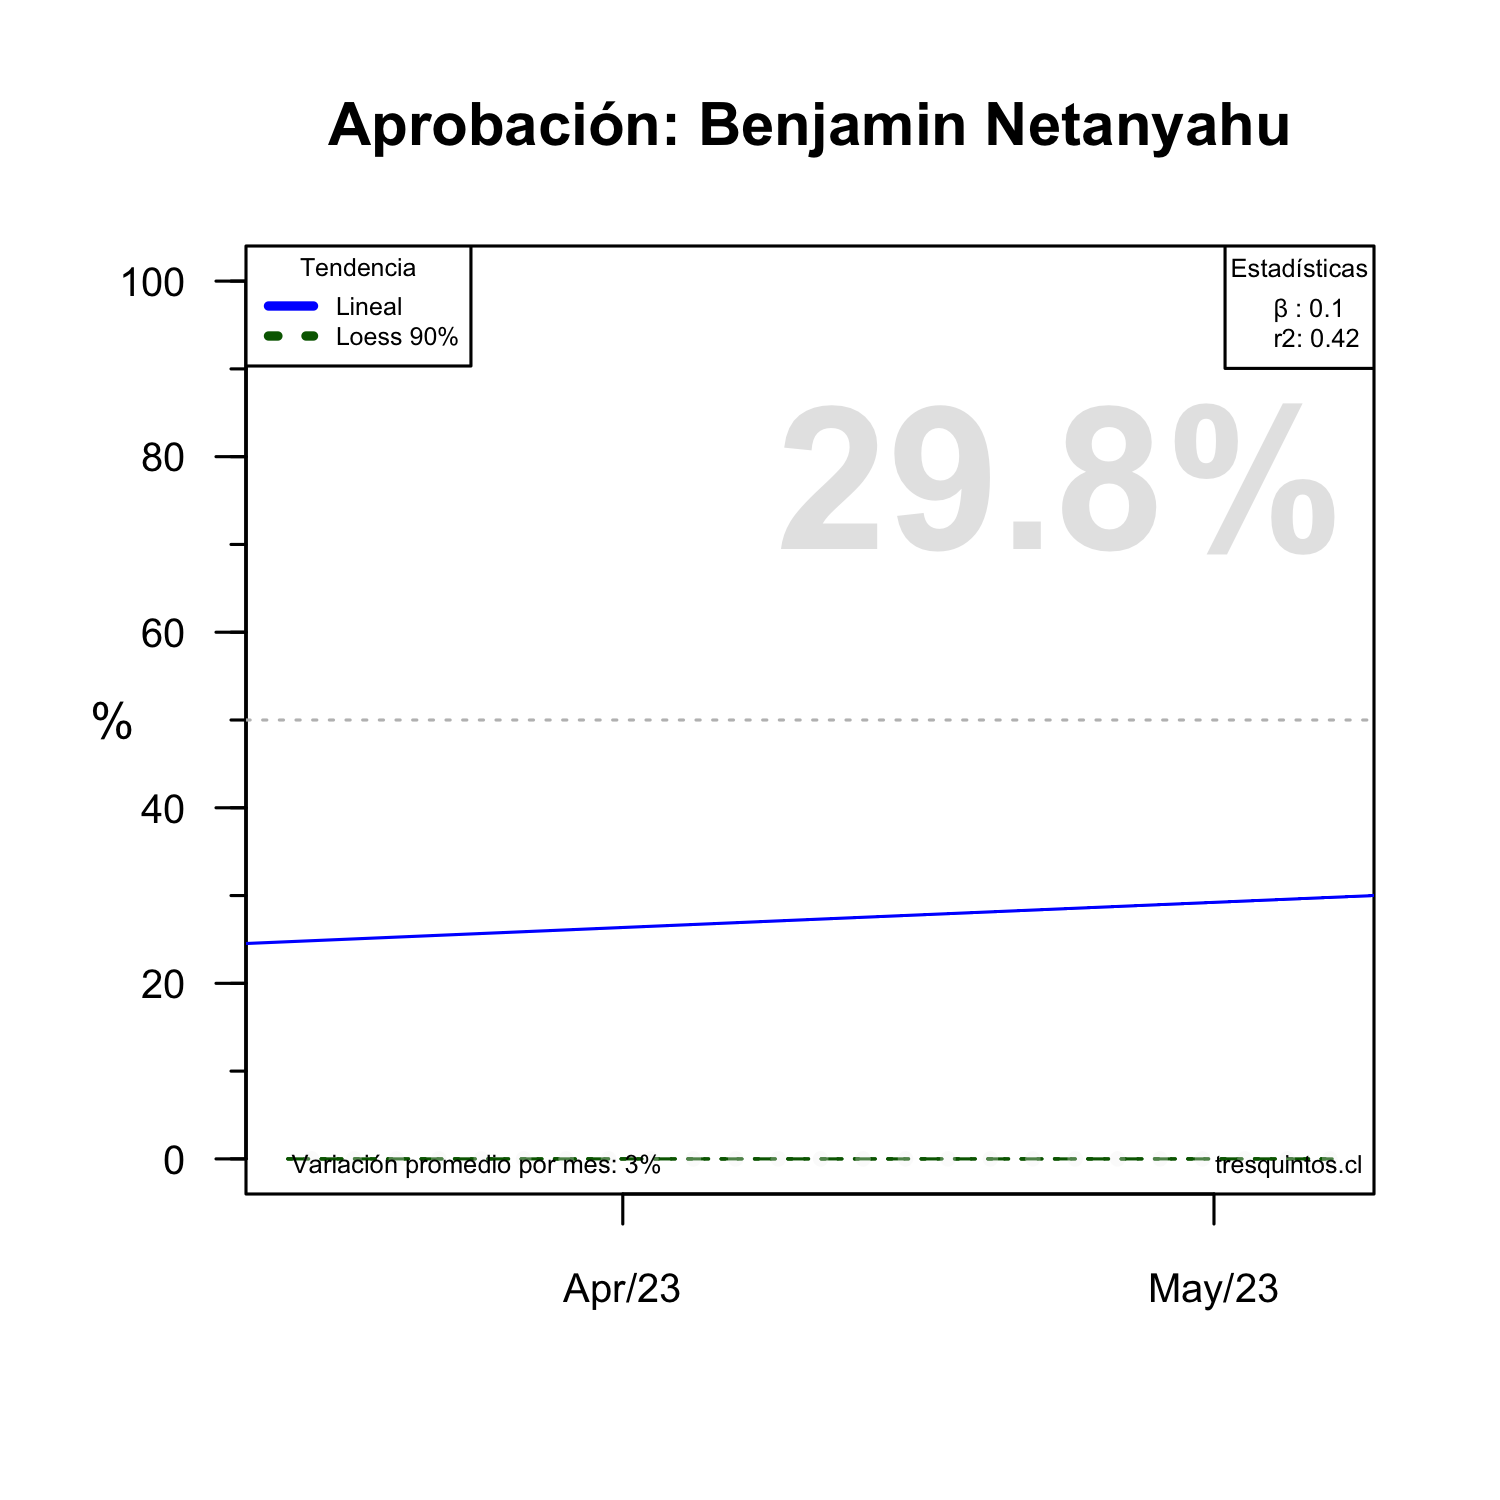 Aprobación: Benjamin Netanyahu
Tendencia
Lineal
Loess 90%
Estadísticas
β : 0.1
r2: 0.42
29.8%
100
80
60
%
40
20
0
Variación promedio por mes: 3%
tresquintos.cl
Apr/23
May/23